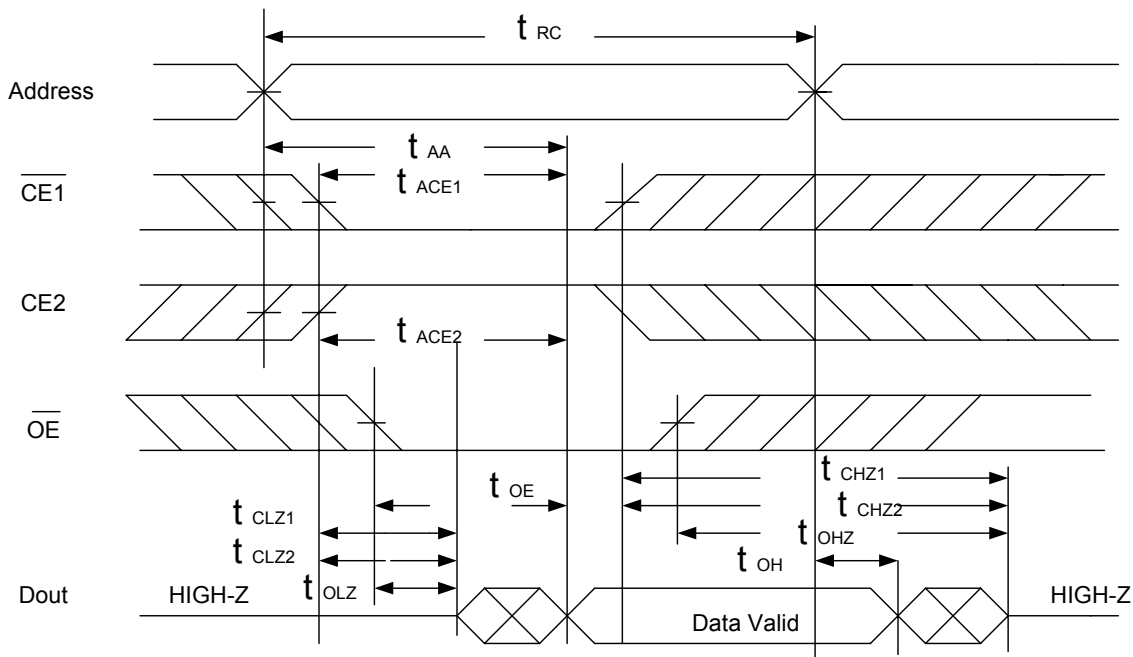 t RC
Address
t AA
t ACE1
CE1
CE2
t ACE2
OE
t CHZ1
t OE
t CHZ2
t CLZ1
t OHZ
t CLZ2
t OH
t OLZ
Dout
HIGH-Z
Data Valid
HIGH-Z